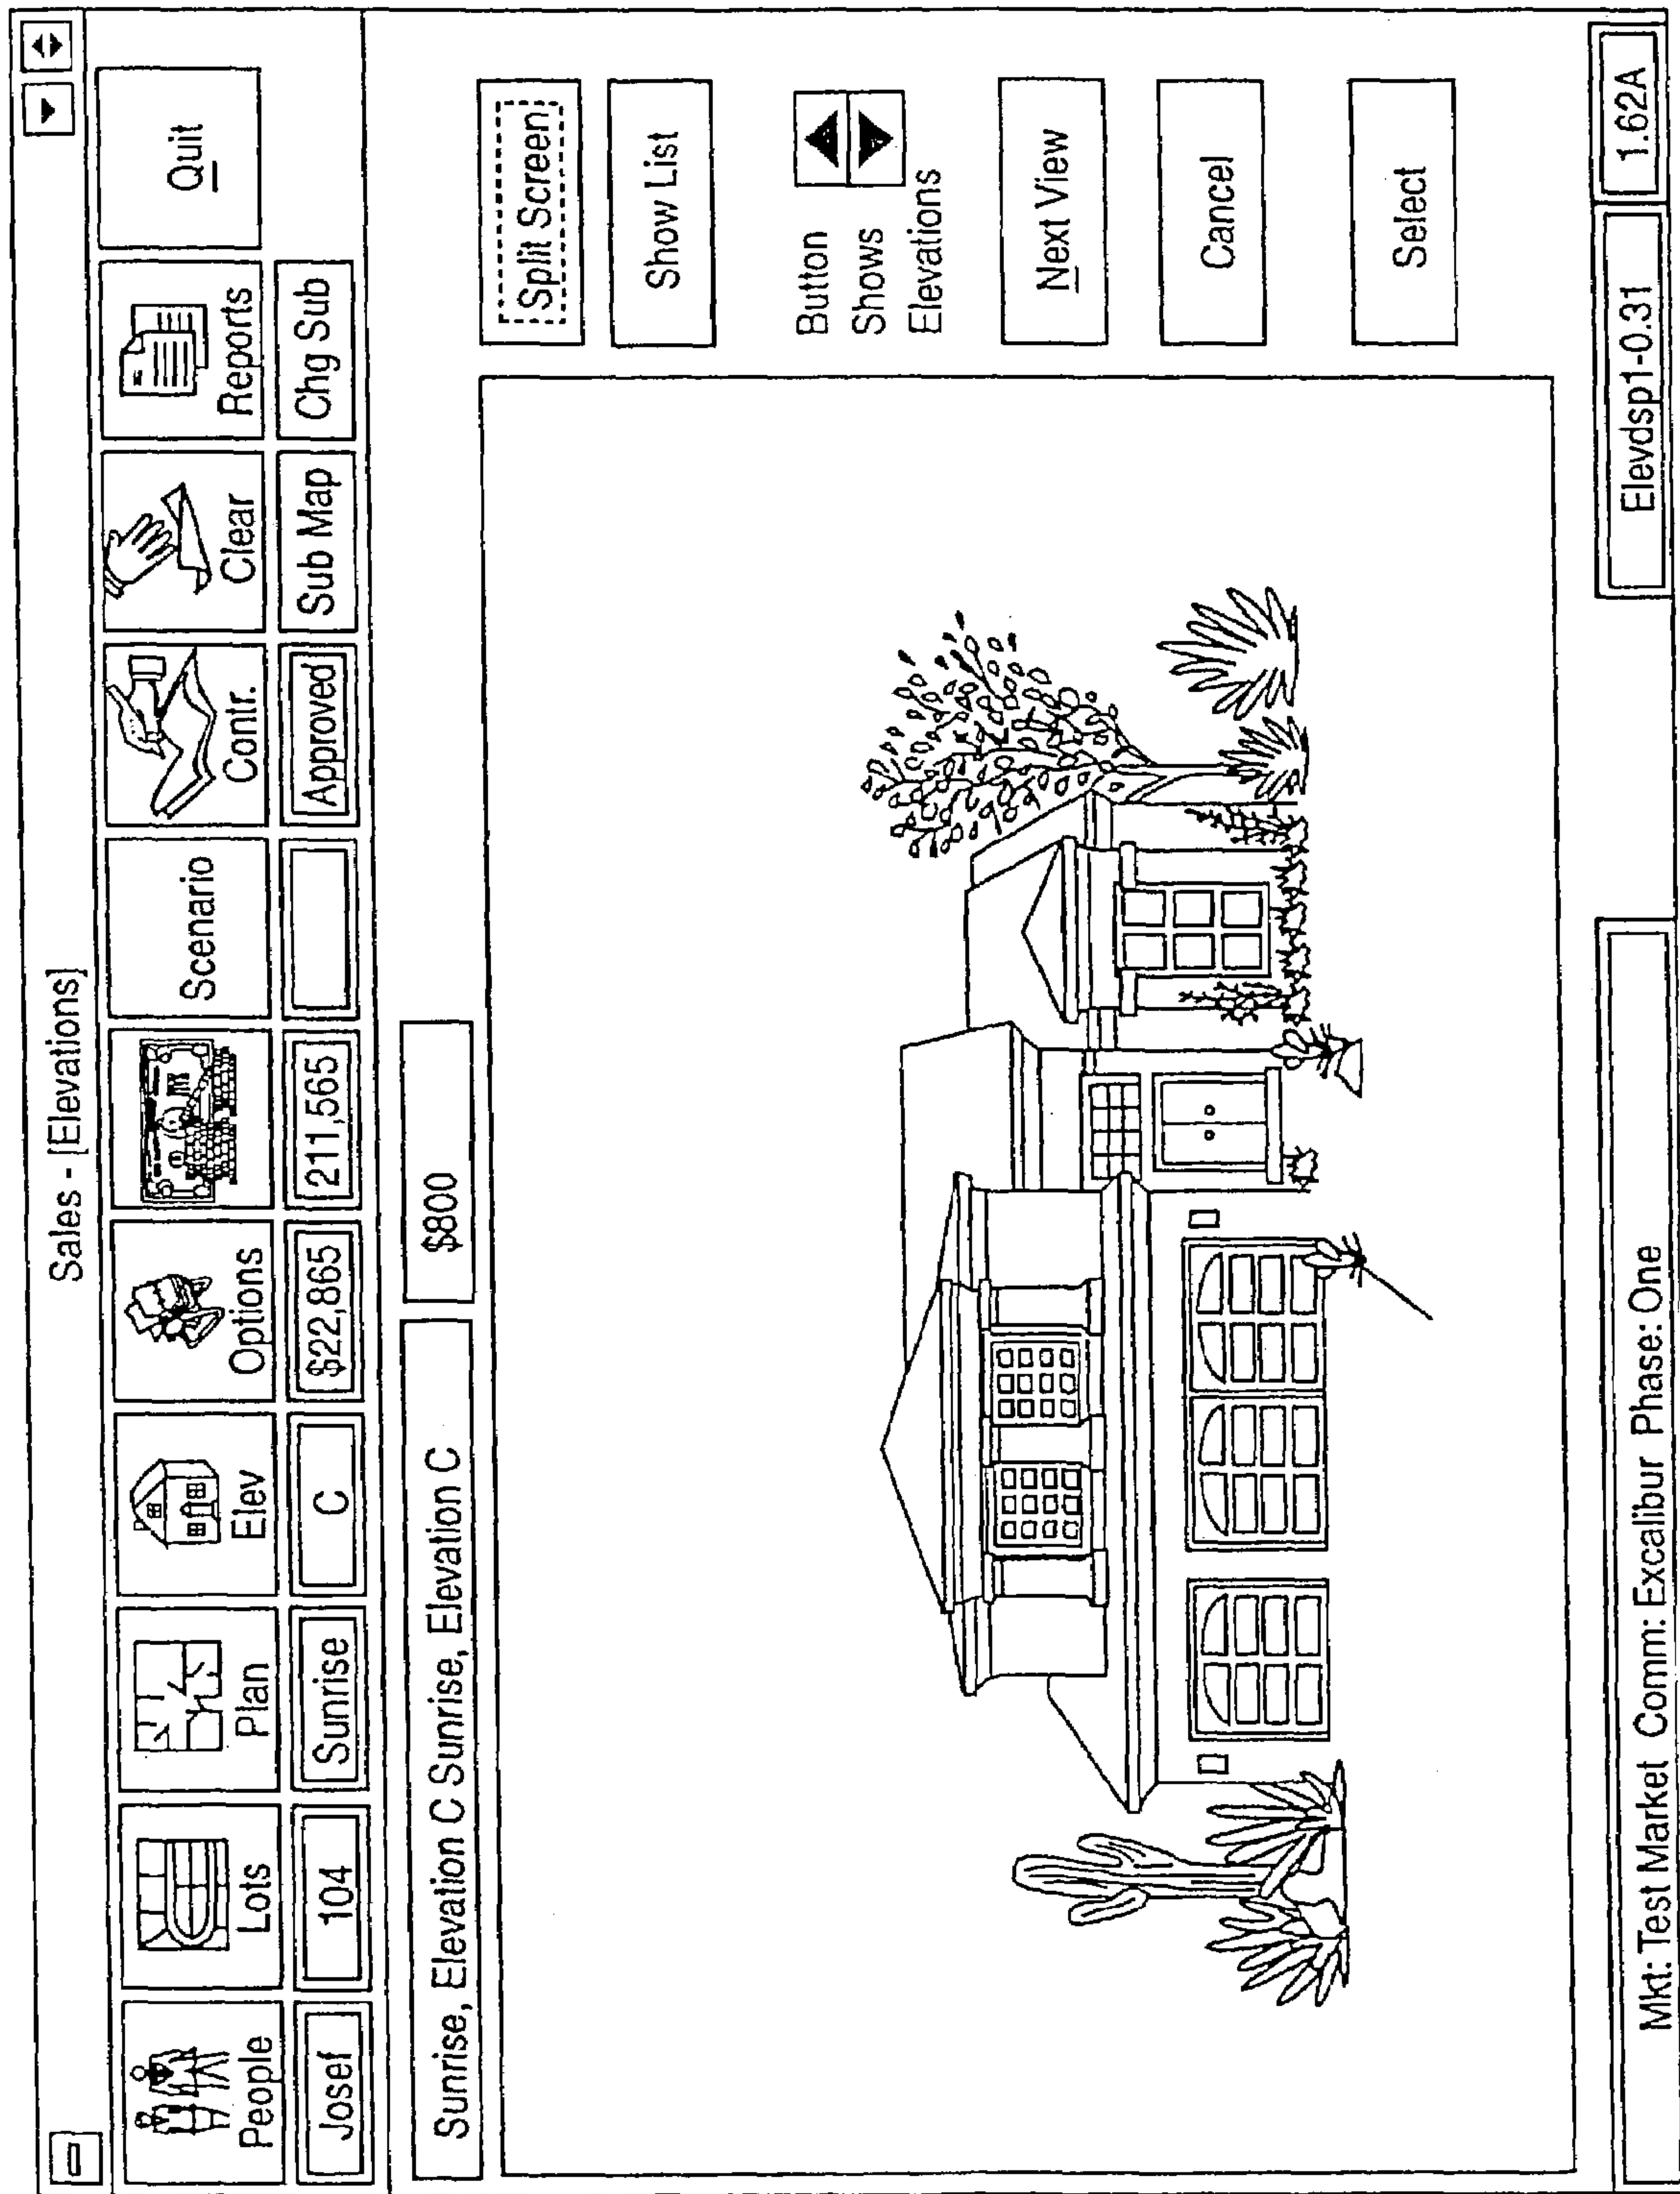 Sales - [Elevations]
People
Lots
Plan
Elev
Options
Scenario
Contr.
Clear
Reports
Quit
Josef
104
Sunrise
C
$22,865
211,565
Approved
Sub Map
Chg Sub
Sunrise, Elevation C Sunrise, Elevation C
$800
Split Screen
Show List
Button
Shows
Elevations
Next View
Cancel
Select
Mkt: Test Market Comm: Excalibur Phase: One
Elevdsp1-0.31
1.62A